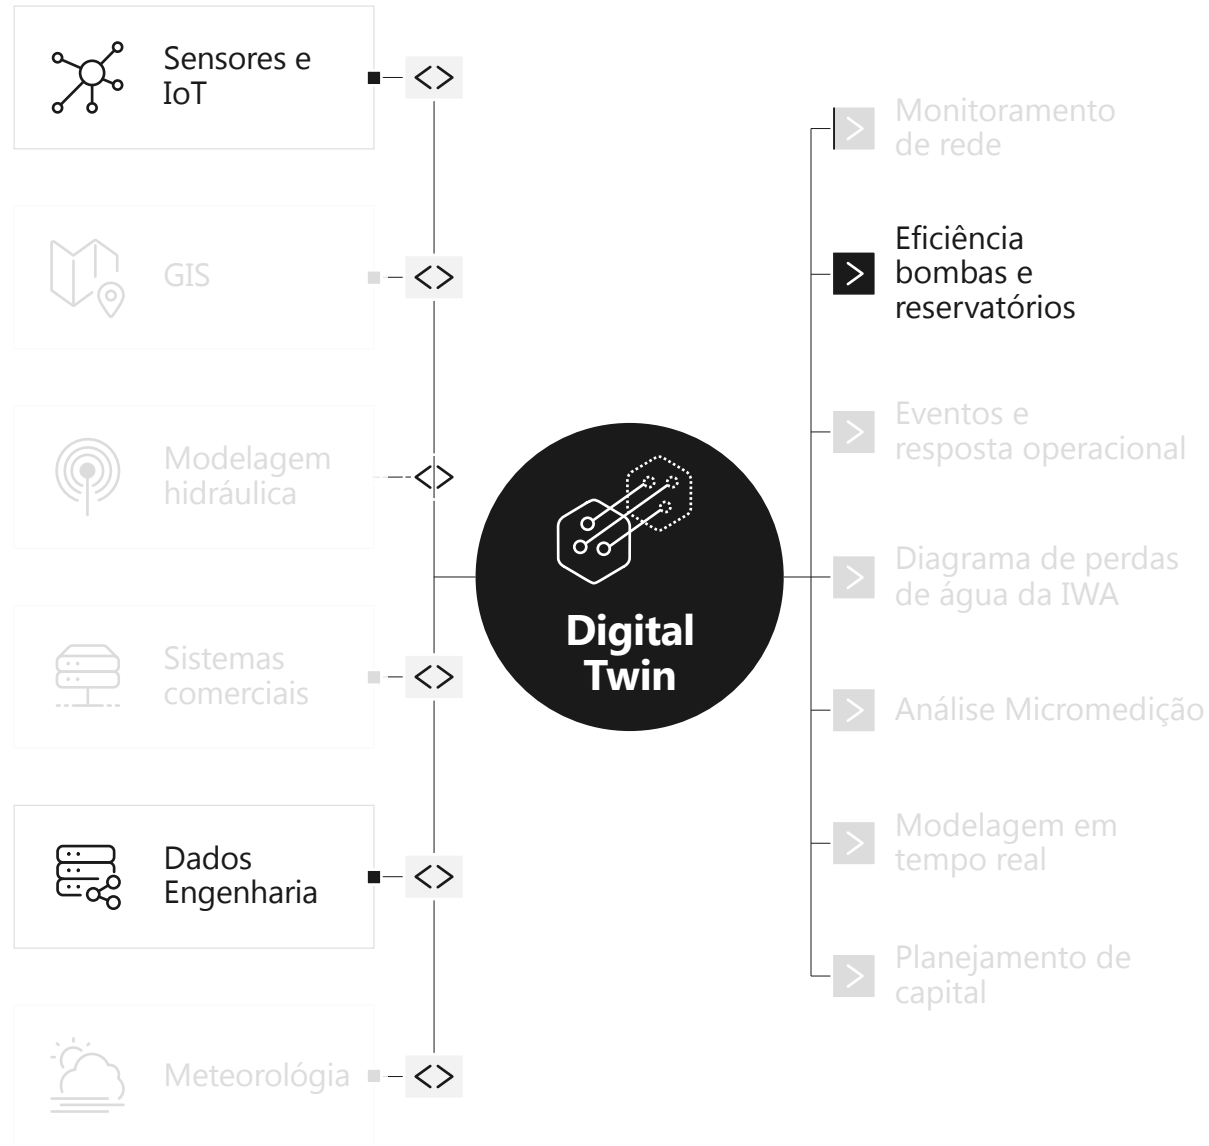 Sensores e
IoT
GIS
Modelagem
hidráulica
Sistemas
comerciais
Dados
Engenharia
Meteorológia
Digital
Twin
Monitoramento
de rede
Eficiência
bombas e
reservatórios
Eventos e
resposta operacional
Diagrama de perdas
de água da IWA
Análise Micromedição
Modelagem em
tempo real
Planejamento de
capital